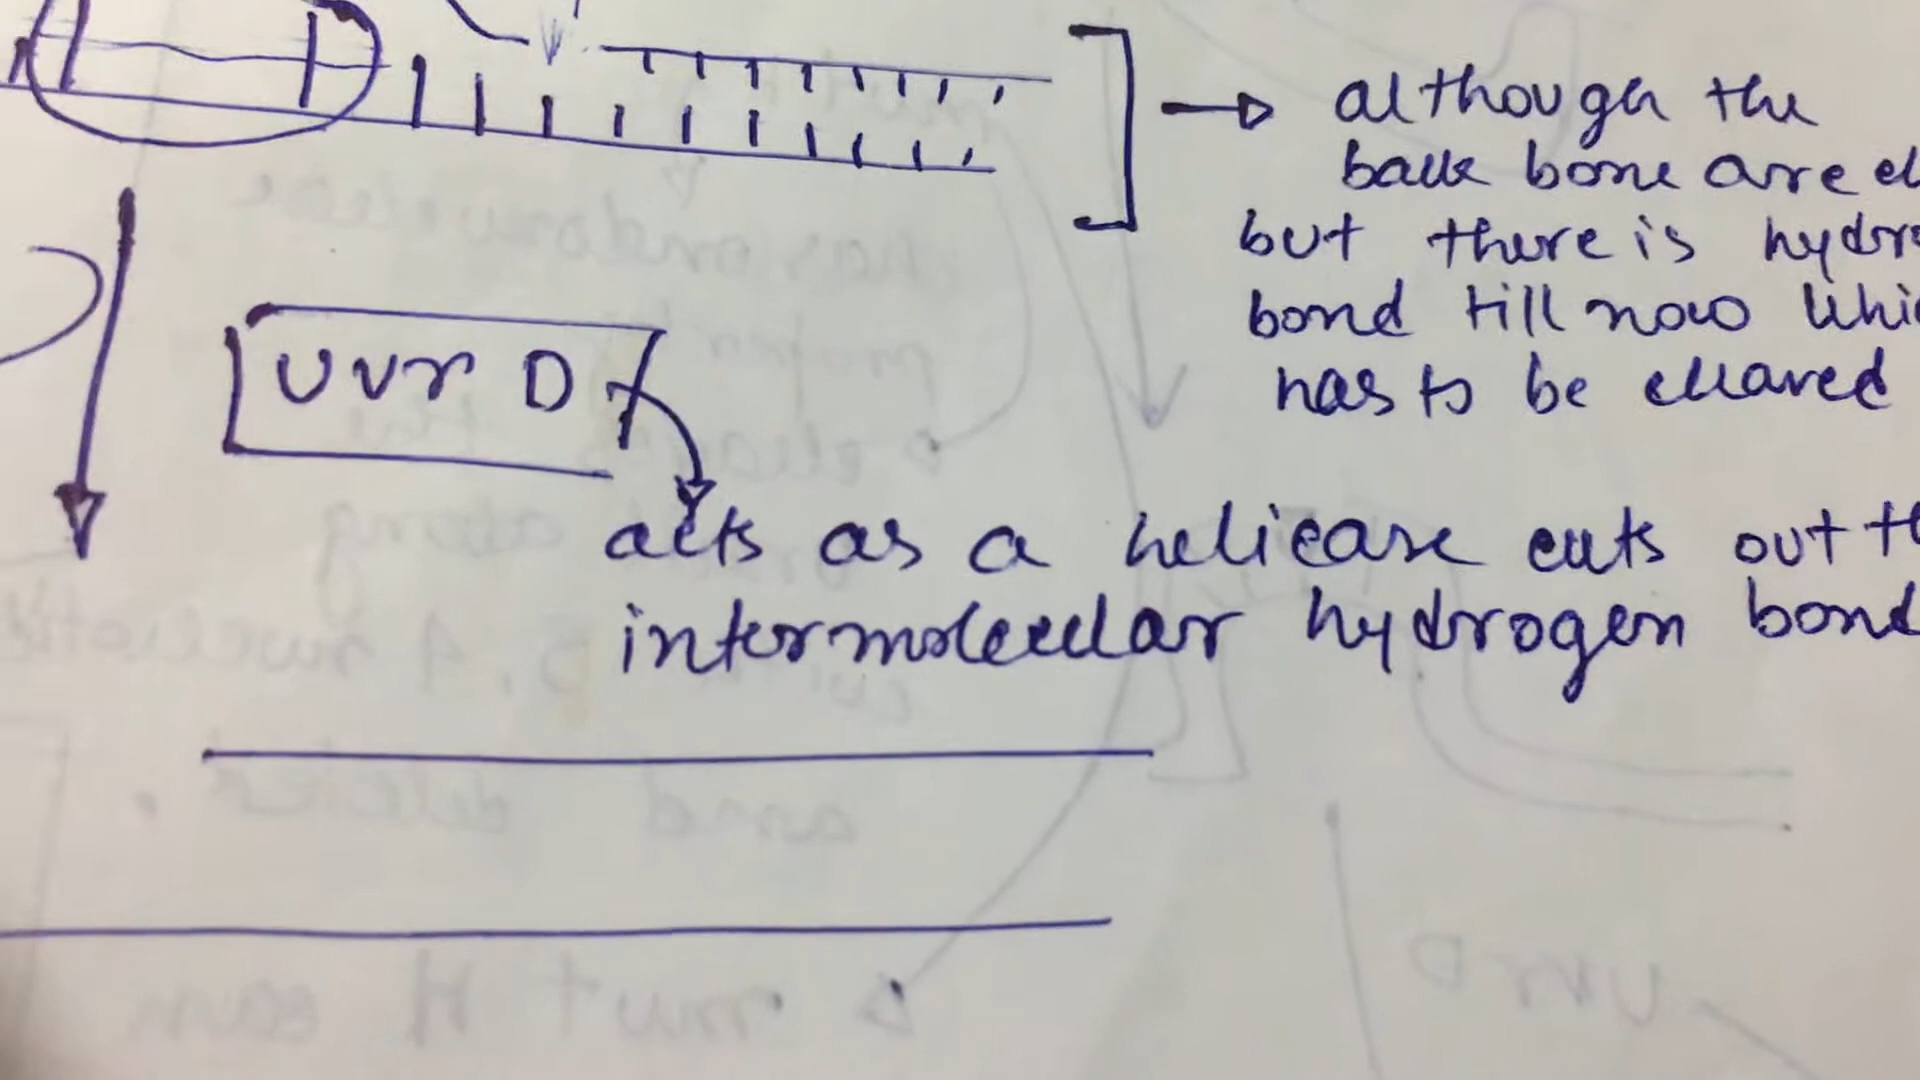 although the
back bone are
but there is
bond till now
has to be cleaved
UVr D
acts as a helicase cuts out
intermolecular hydrogen bond